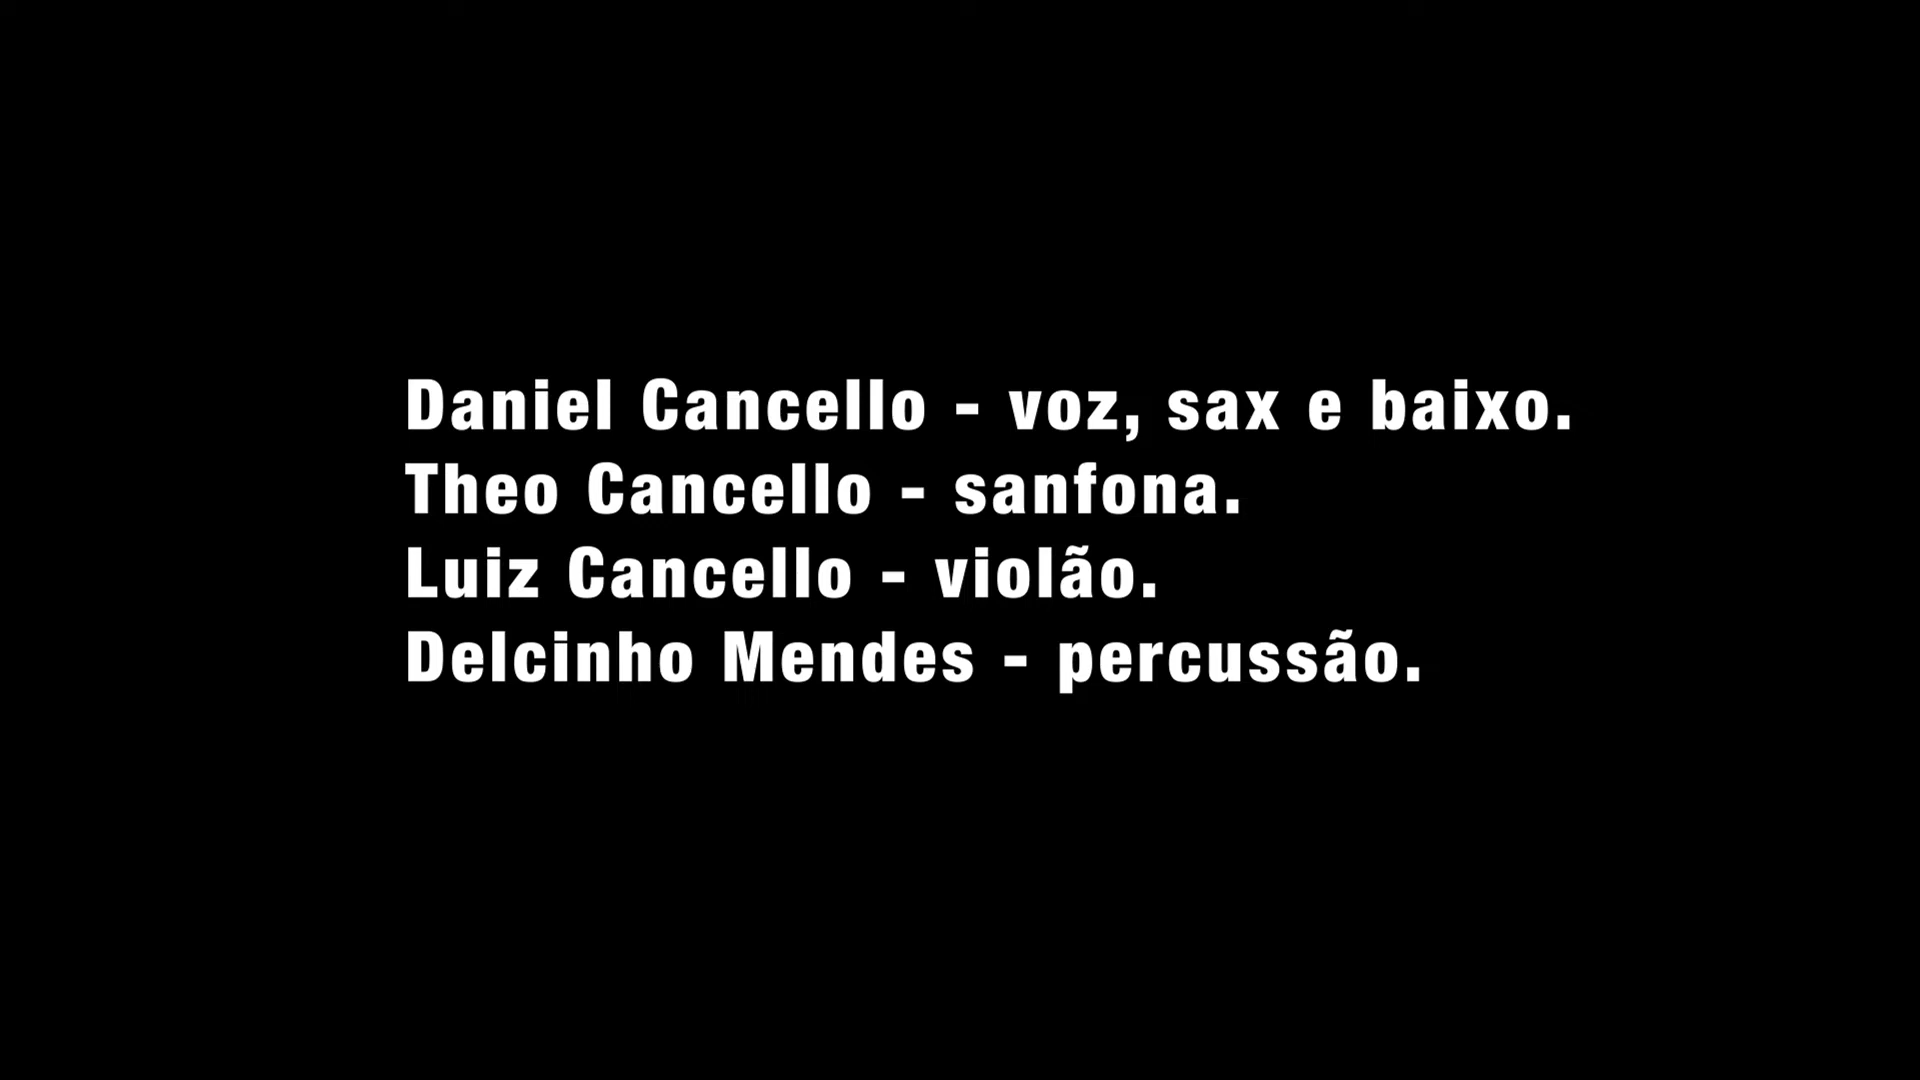 Daniel Cancello - voz, sax e baixo.
Theo Cancello - sanfona.
Luiz Cancello - violão.
Delcinho Mendes - percussão.